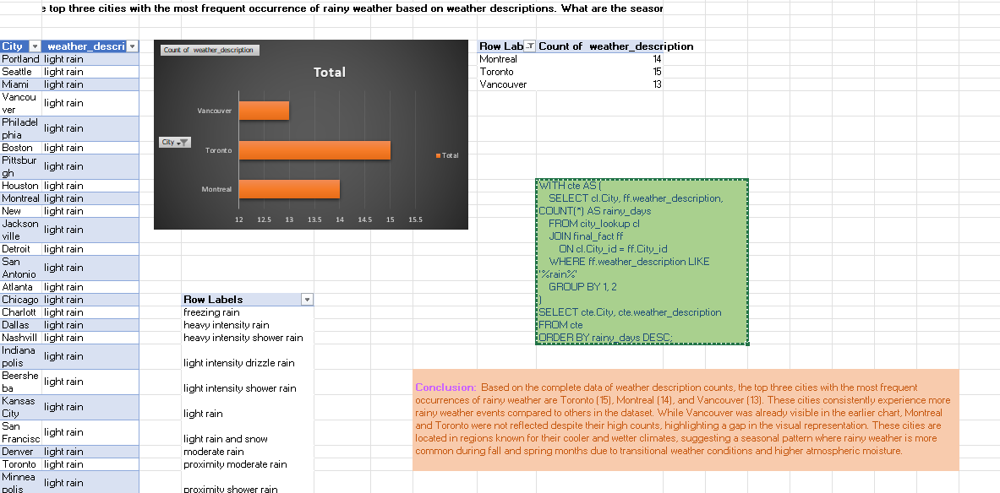 e top three cities with the most frequent occurrence of rainy weather based on weather descriptions. What are the season
City weather_descri
Portland light rain
Seattle light rain
Miami light rain
Vancou
ver light rain
Philadel
phia light rain
Boston light rain
Pittsbur
gh light rain
Houston light rain
Montreal light rain
New light rain
Jackson
ville light rain
Detroit light rain
San
Antonio light rain
Atlanta light rain
Chicago light rain
Charlott light rain
Dallas light rain
Nashvill light rain
Indiana
polis light rain
Beershe
ba light rain
Kansas
City light rain
San
Francisc light rain
Denver light rain
Toronto light rain
Minnea
polis light rain
Count of weather_description
Total
Vancouver
City
Toronto
Total
Montreal
12 12.5 13 13.5 14 14.5 15 15.5
Row Lab Count of weather_description
Montreal 14
Toronto 15
Vancouver 13
Row Labels
freezing rain
heavy intensity rain
heavy intensity shower rain
light intensity drizzle rain
light intensity shower rain
light rain
light rain and snow
moderate rain
proximity moderate rain
proximity shower rain
WITH cte AS (
SELECT cl.City, ff.weather_description,
COUNT(*) AS rainy_days
FROM city_lookup cl
JOIN final_fact ff
ON cl.City_id = ff.City_id
WHERE ff.weather_description LIKE
'%rain%'
GROUP BY 1, 2
)
SELECT cte.City, cte.weather_description
FROM cte
ORDER BY rainy_days DESC;
Conclusion: Based on the complete data of weather description counts, the top three cities with the most frequent
occurrences of rainy weather are Toronto (15), Montreal (14), and Vancouver (13). These cities consistently experience more
rainy weather events compared to others in the dataset. While Vancouver was already visible in the earlier chart, Montreal
and Toronto were not reflected despite their high counts, highlighting a gap in the visual representation. These cities are
located in regions known for their cooler and wetter climates, suggesting a seasonal pattern where rainy weather is more
common during fall and spring months due to transitional weather conditions and higher atmospheric moisture.